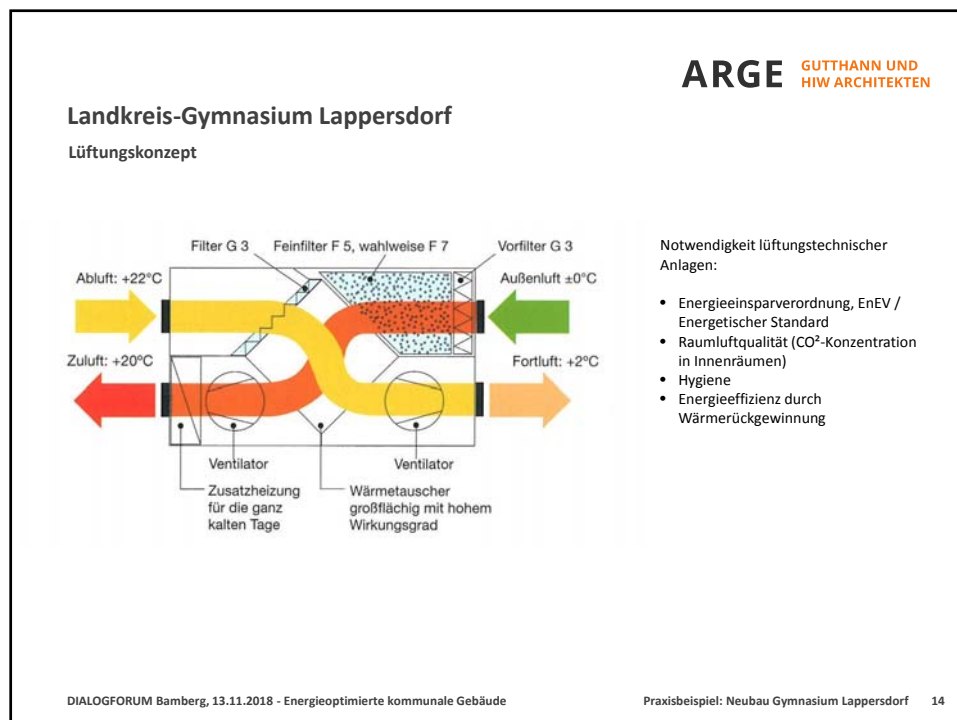 ARGE GUTTHANN UND
HIW ARCHITEKTEN
Landkreis-Gymnasium Lappersdorf
Lüftungskonzept
Filter G 3 Feinfilter F 5, wahlweise F 7 Vorfilter G 3
Abluft: +22°C Außenluft ±0°C
Zuluft: +20°C Fortluft: +2°C
Ventilator Ventilator
Zusatzheizung
für die ganz
kalten Tage
Wärmetauscher
großflächig mit hohem
Wirkungsgrad
Notwendigkeit lüftungstechnischer
Anlagen:
• Energieeinsparverordnung, EnEV /
Energetischer Standard
• Raumluftqualität (CO²-Konzentration
in Innenräumen)
• Hygiene
• Energieeffizienz durch
Wärmerückgewinnung
DIALOGFORUM Bamberg, 13.11.2018 - Energieoptimierte kommunale Gebäude Praxisbeispiel: Neubau Gymnasium Lappersdorf 14